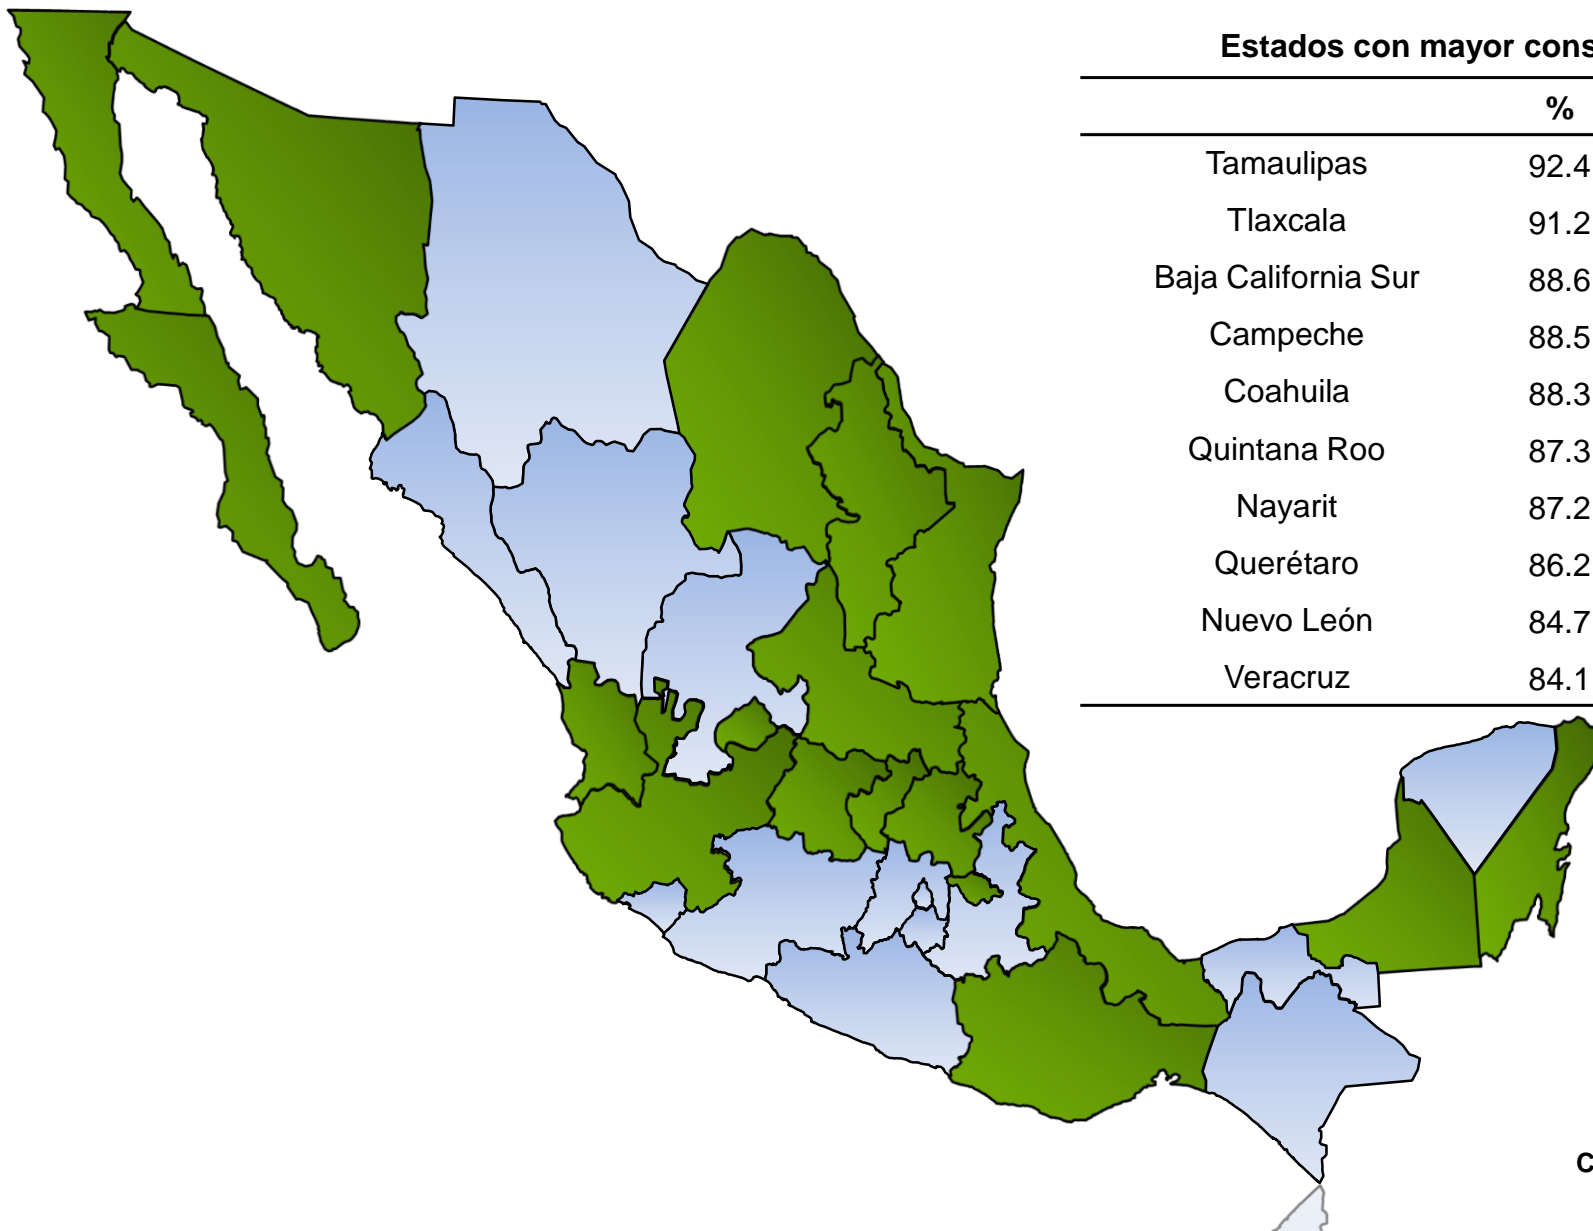 Estados con mayor cons
%
Tamaulipas 92.4
Tlaxcala 91.2
Baja California Sur 88.6
Campeche 88.5
Coahuila 88.3
Quintana Roo 87.3
Nayarit 87.2
Querétaro 86.2
Nuevo León 84.7
Veracruz 84.1
C